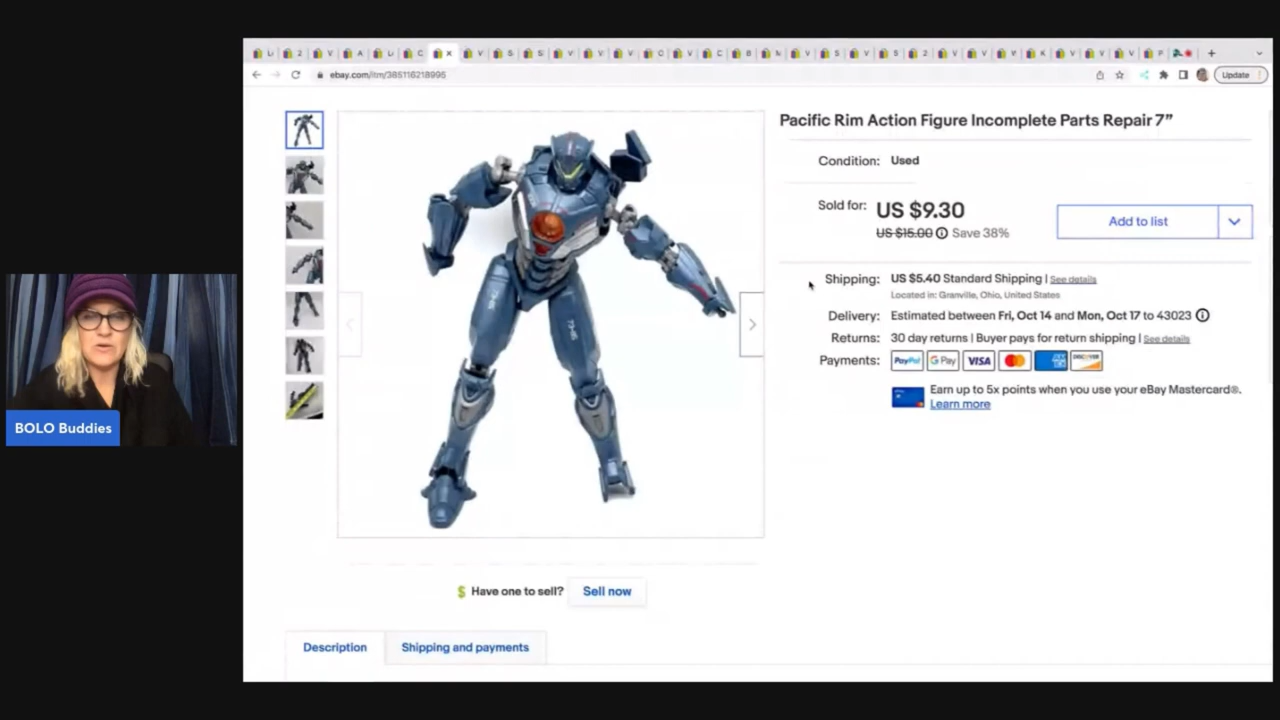 ebay.com/itm/385116218995
Update
Pacific Rim Action Figure Incomplete Parts Repair 7”
Condition: Used
Sold for: US $9.30
US $15.00 Save 38%
Add to list
Shipping: US $5.40 Standard Shipping | See details
Located in: Granville, Ohio, United States
Delivery: Estimated between Fri, Oct 14 and Mon, Oct 17 to 43023
Returns: 30 day returns | Buyer pays for return shipping | See details
Payments: PayPal G Pay VISA DISCOVER
Earn up to 5x points when you use your eBay Mastercard®.
Learn more
BOLO Buddies
$ Have one to sell? Sell now
Description Shipping and payments